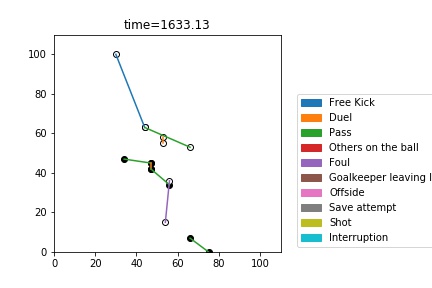 time=1633.13
100
80
60
40
20
0
0 20 40 60 80 100
Free Kick
Duel
Pass
Others on the ball
Foul
Goalkeeper leaving l
Offside
Save attempt
Shot
Interruption